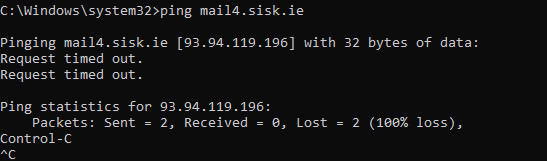 C:\Windows\system32>ping mail4.sisk.ie
Pinging mail4.sisk.ie [93.94.119.196] with 32 bytes of data:
Request timed out.
Request timed out.
Ping statistics for 93.94.119.196:
    Packets: Sent = 2, Received = 0, Lost = 2 (100% loss),
Control-C
^C